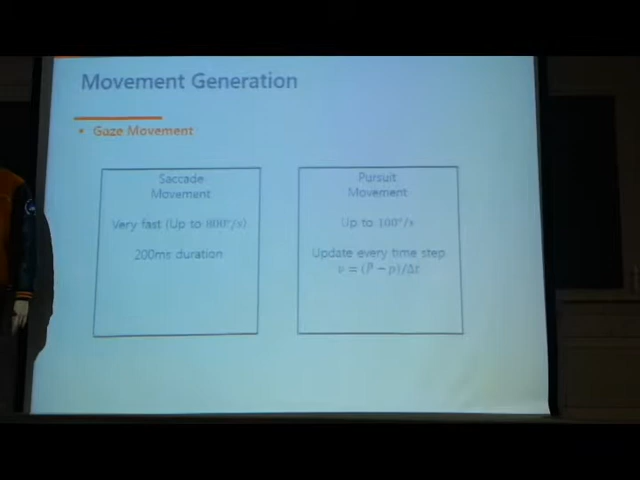 Movement Generation
• Gaze Movement
Saccade
Movement
Very fast (Up to 800°/s)
200ms duration
Pursuit
Movement
Up to 100°/s
Update every time step
v = (P − p)/Δt